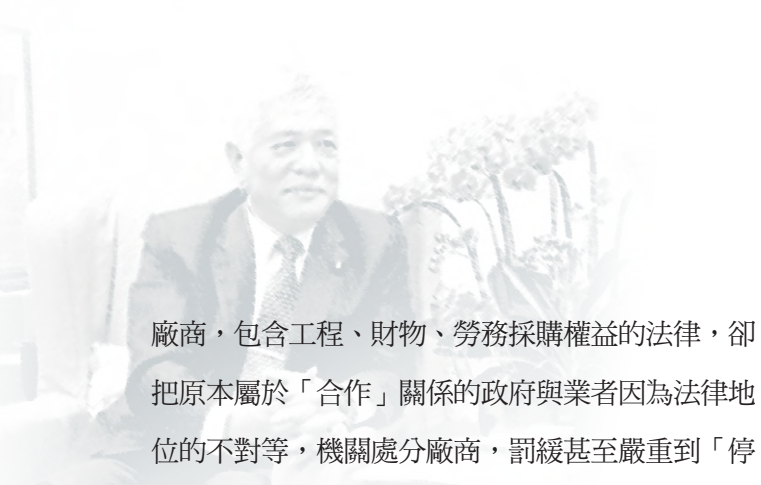 廠商，包含工程、財物、勞務採購權益的法律，卻
把原本屬於「合作」關係的政府與業者因為法律地
位的不對等，機關處分廠商，罰緩甚至嚴重到「停